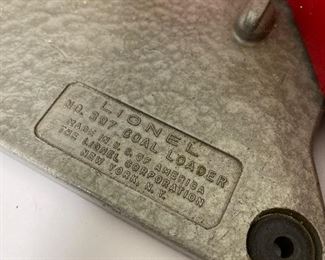 LIONEL
NO. 397 COAL LOADER
MADE IN U. S. OF AMERICA
THE LIONEL CORPORATION
NEW YORK, N. Y.